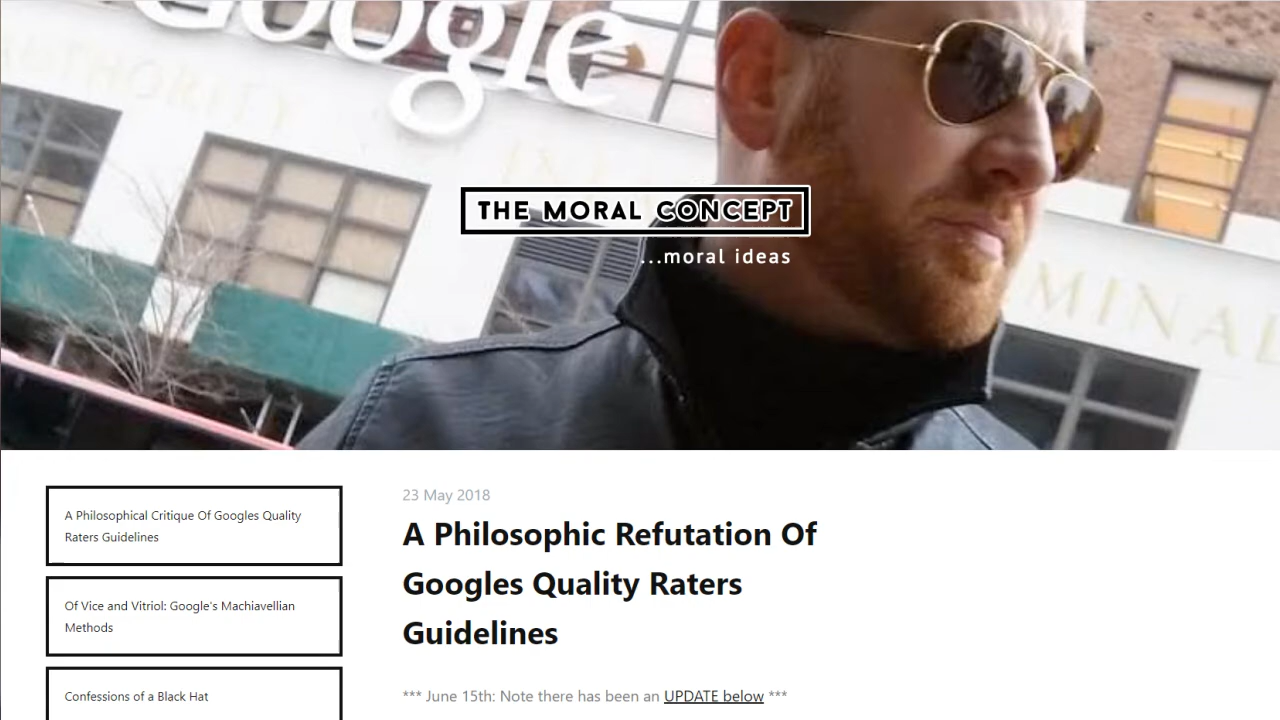 Google
AUTHORITY
THE MORAL CONCEPT
...moral ideas
23 May 2018
A Philosophic Refutation Of
Googles Quality Raters
Guidelines
*** June 15th: Note there has been an UPDATE below ***
A Philosophical Critique Of Googles Quality
Raters Guidelines
Of Vice and Vitriol: Google's Machiavellian
Methods
Confessions of a Black Hat